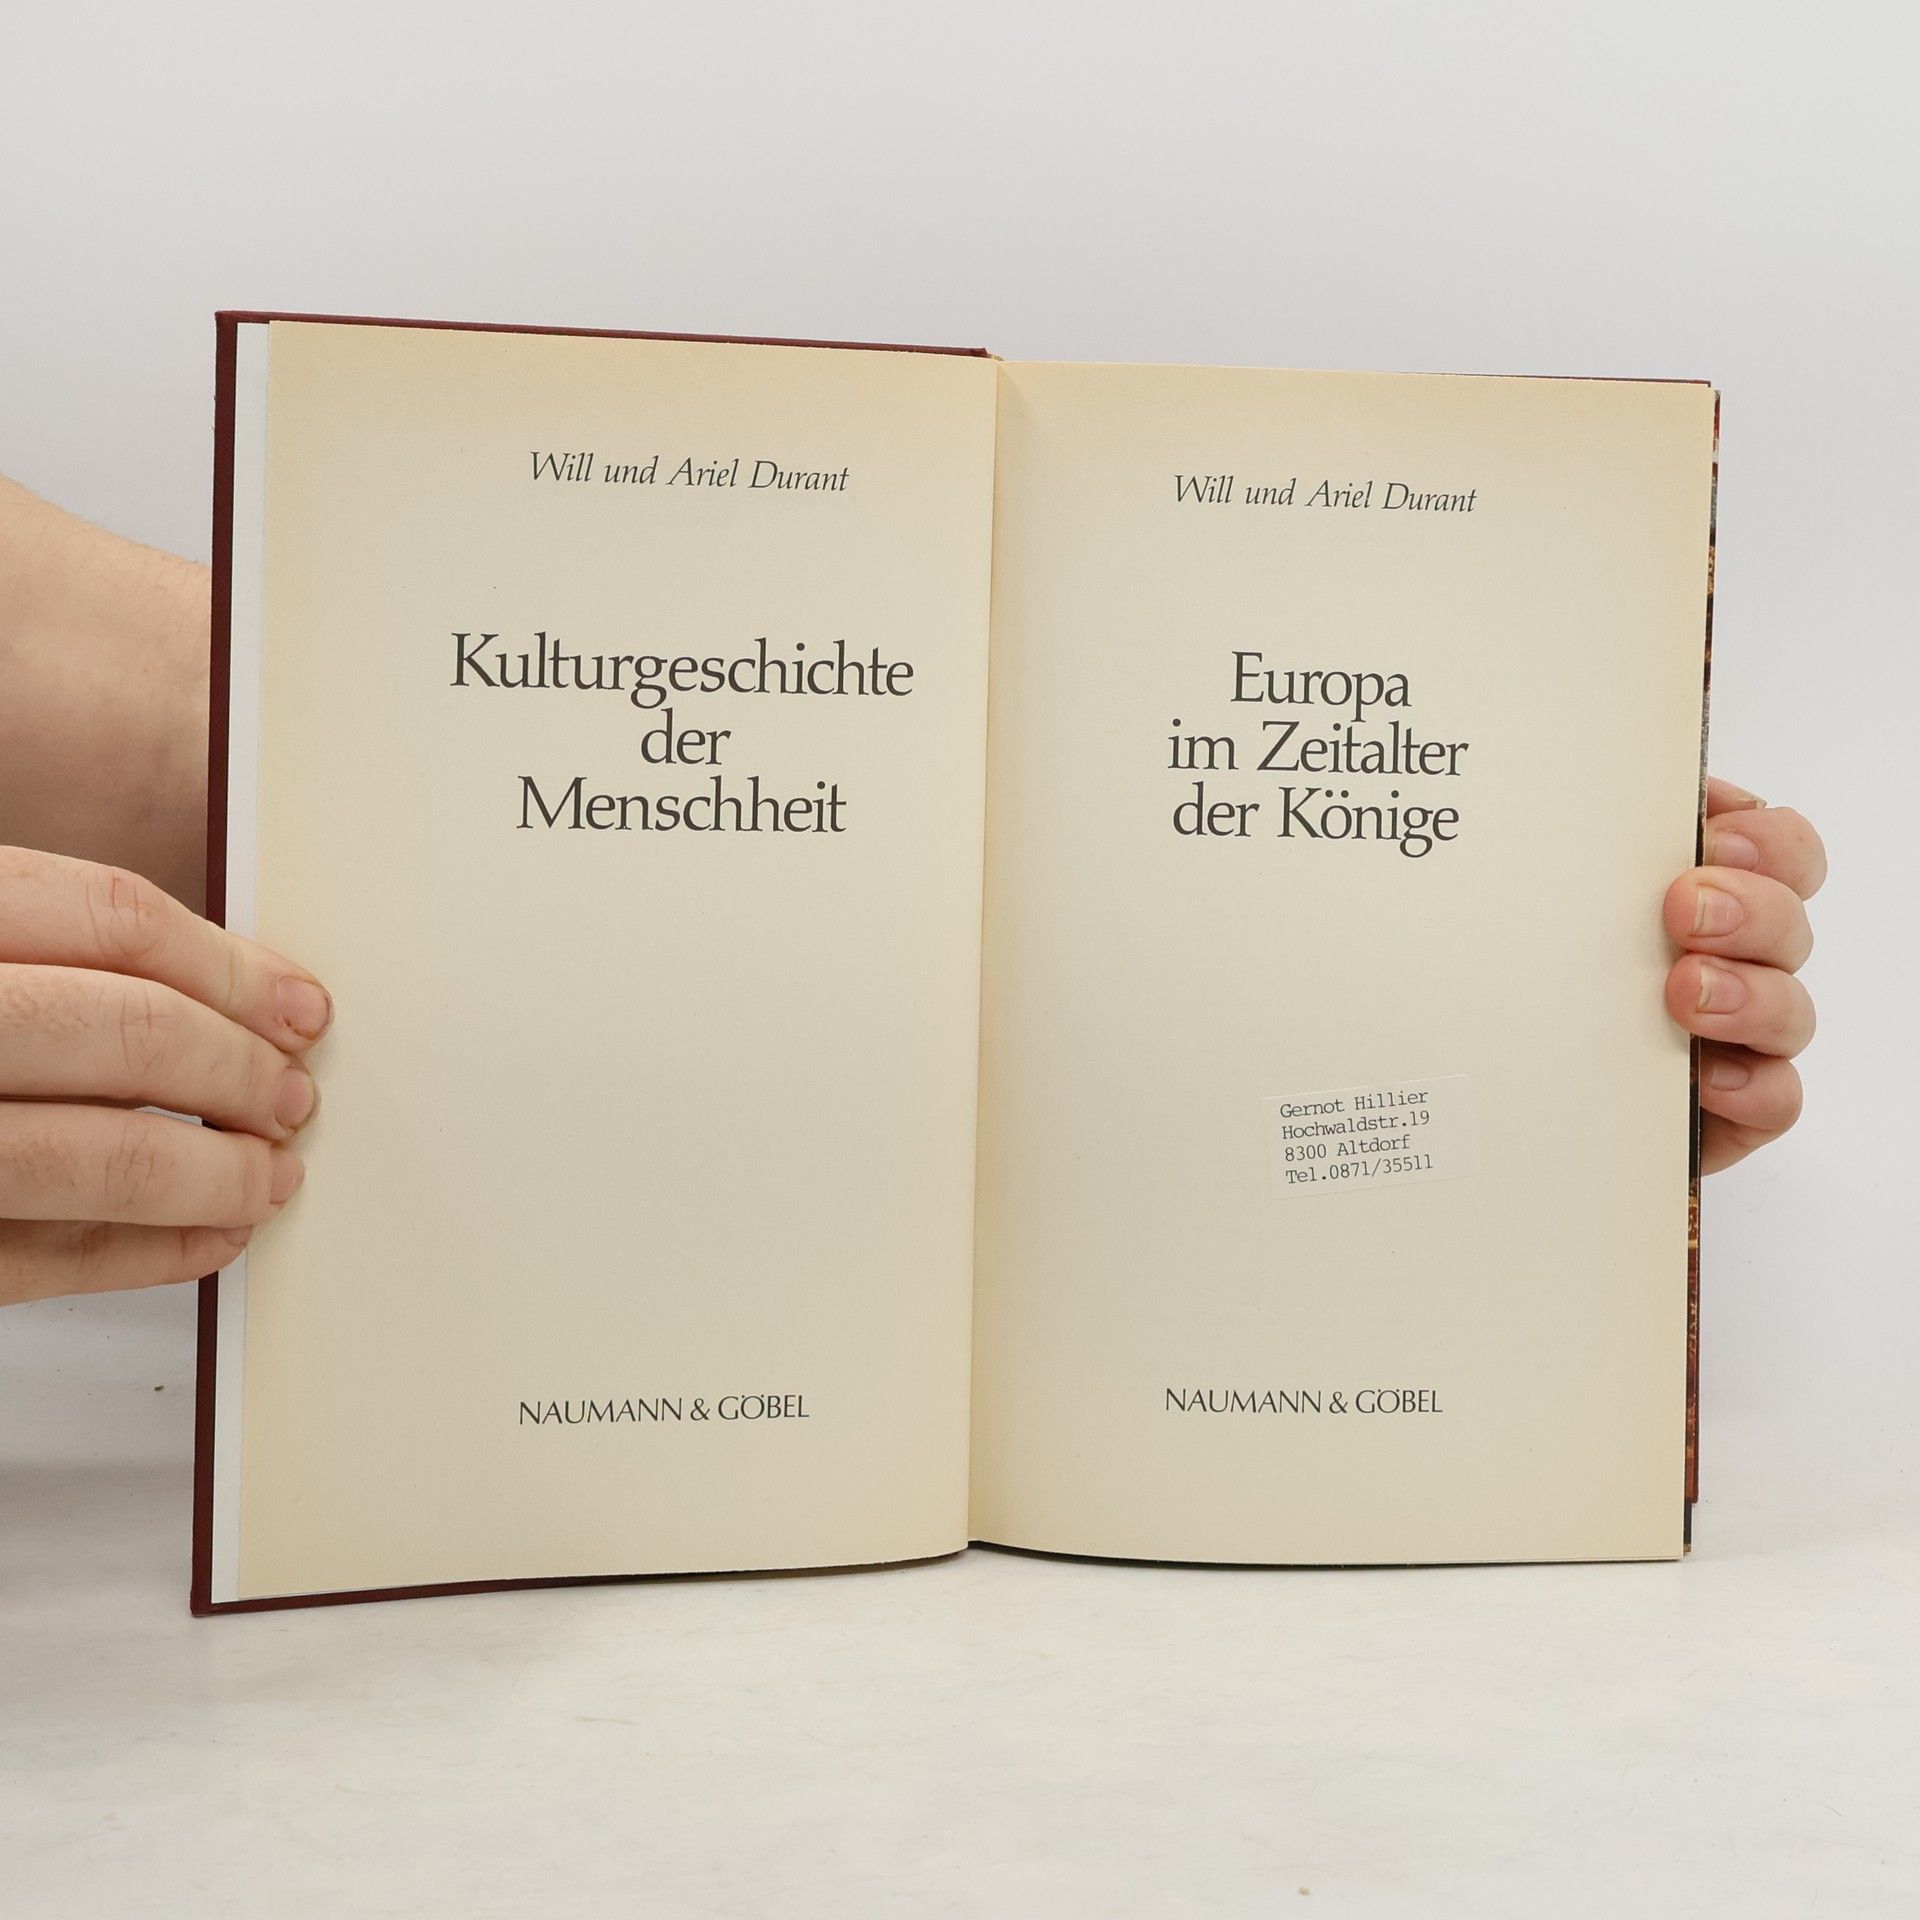 Will und Ariel Durant
Kulturgeschichte
der
Menschheit
NAUMANN & GÖBEL
Will und Ariel Durant
Europa
im Zeitalter
der Könige
Gernot Hillier
Hochwaldstr.19
8300 Altdorf
Tel.0871/35511
NAUMANN & GÖBEL